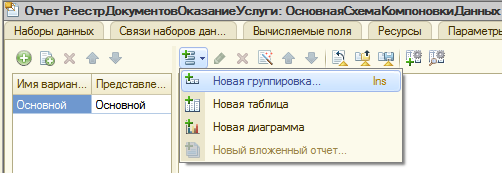 Отчет РеестрДокументовОказаниеУслуги: ОсновнаяСхемаКомпоновкиДанных
Наборы данных
Связи наборов дан...
Вычисляемые поля
Ресурсы
Параметры
Имя вариан...
Представле...
Основной
Основной
Новая группировка... Ins
Новая таблица
Новая диаграмма
Новый вложенный отчет...